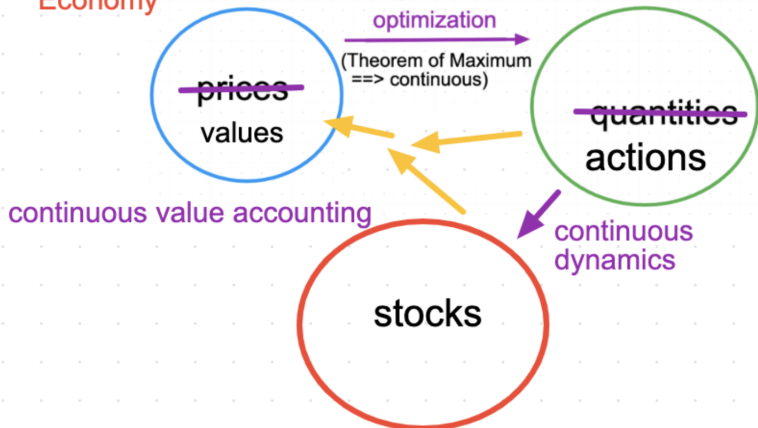 Economy
optimization
(Theorem of Maximum
==> continuous)
prices
values
quantities
actions
continuous value accounting
continuous
dynamics
stocks